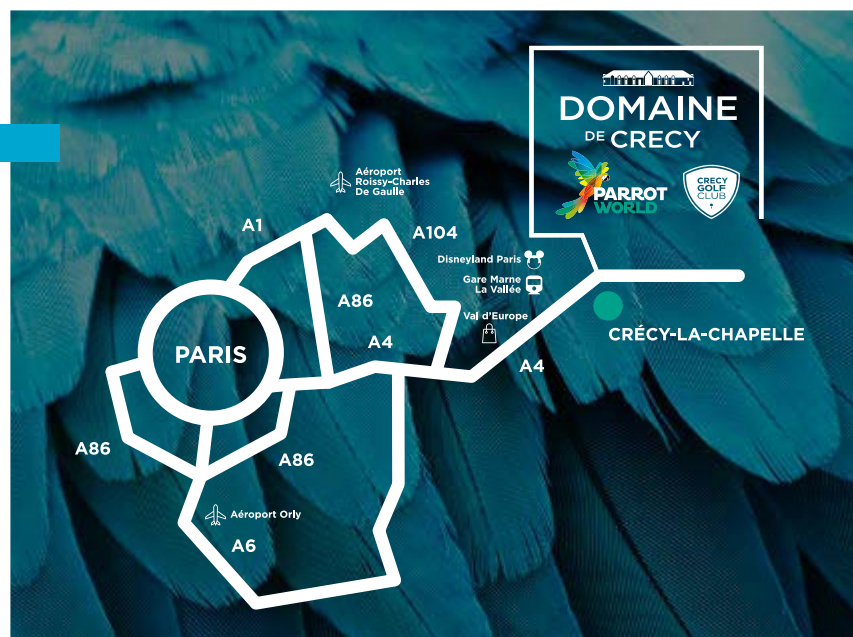 DOMAINE
DE CRECY
PARROT
WORLD
CRECY
GOLF
CLUB
Aéroport
Roissy-Charles
De Gaulle
A1
A104
Disneyland Paris
Gare Marne
La Vallée
A86
Val d'Europe
CRÉCY-LA-CHAPELLE
A4
PARIS
A4
A86
A86
Aéroport Orly
A6